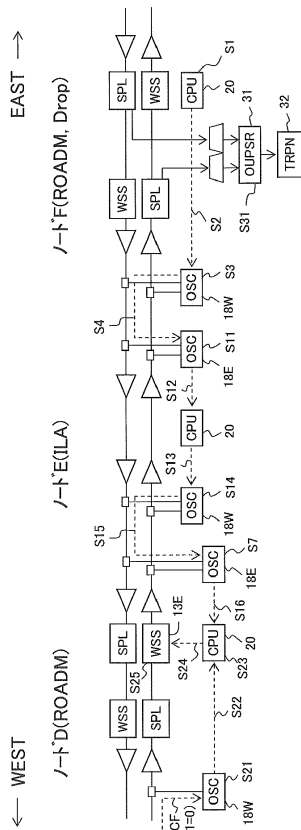 ← WEST
EAST →
ノードD(ROADM)
ノードE(ILA)
ノードF(ROADM, Drop)
WSS
SPL
WSS
SPL
SPL
WSS
SPL
WSS
S25
13E
S24
CPU
20
S23
S22
S16
OSC
S21
18W
CF
1=0)
OSC
S7
18E
S15
OSC
S14
18W
S13
CPU
20
S12
OSC
S11
18E
S4
OSC
S3
18W
S2
CPU
S1
20
OUPSR
31
S31
TRPN
32